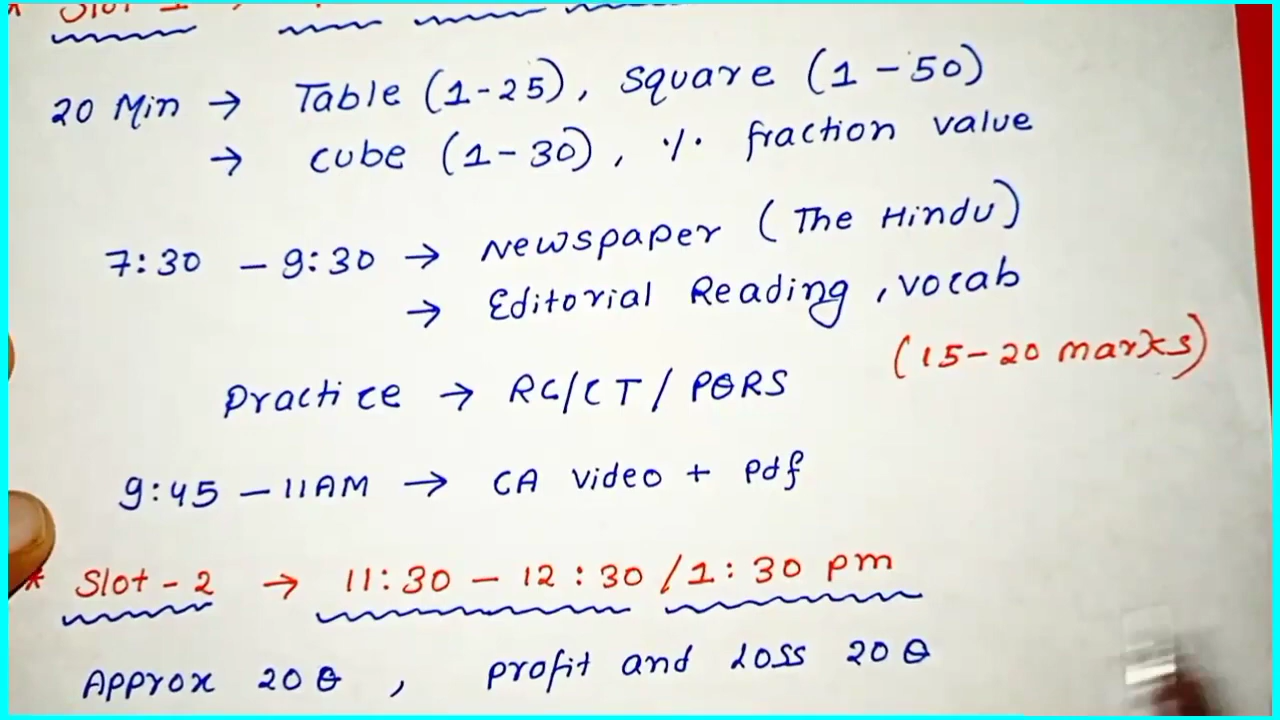 20 Min → Table (1-25), Square (1-50)
→ cube (1-30), % fraction value
7:30 - 9:30 → Newspaper (The Hindu)
→ Editorial Reading, vocab
(15-20 marks)
Practice → RC/CT/PQRS
9:45 - 11AM → CA video + pdf
* Slot-2 → 11:30 - 12:30/1:30 pm
Approx 20Q, profit and Loss 20Q